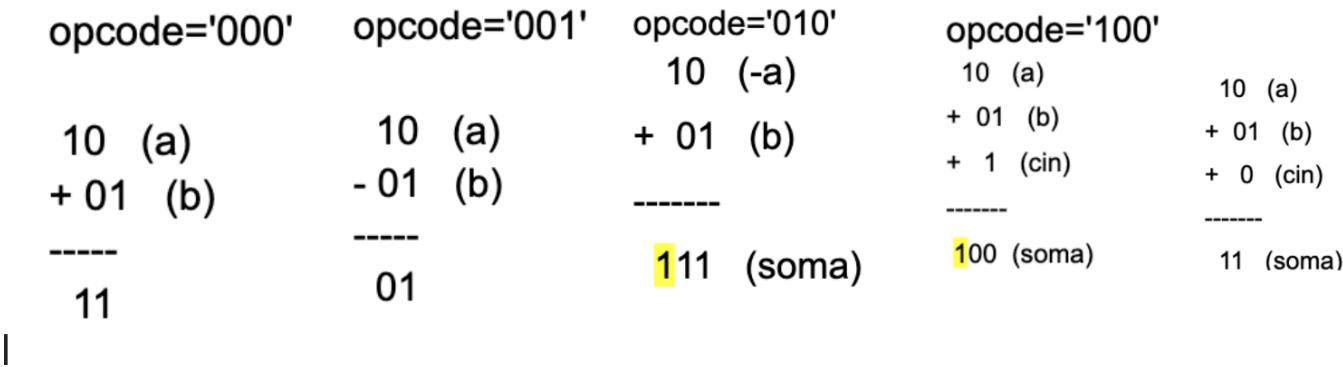 opcode='000'
10 (a)
+ 01 (b)
-----
11
opcode='001'
10 (a)
- 01 (b)
-----
01
opcode='010'
10 (-a)
+ 01 (b)
-------
111 (soma)
opcode='100'
10 (a)
+ 01 (b)
+ 1 (cin)
-------
100 (soma)
10 (a)
+ 01 (b)
+ 0 (cin)
-------
11 (soma)